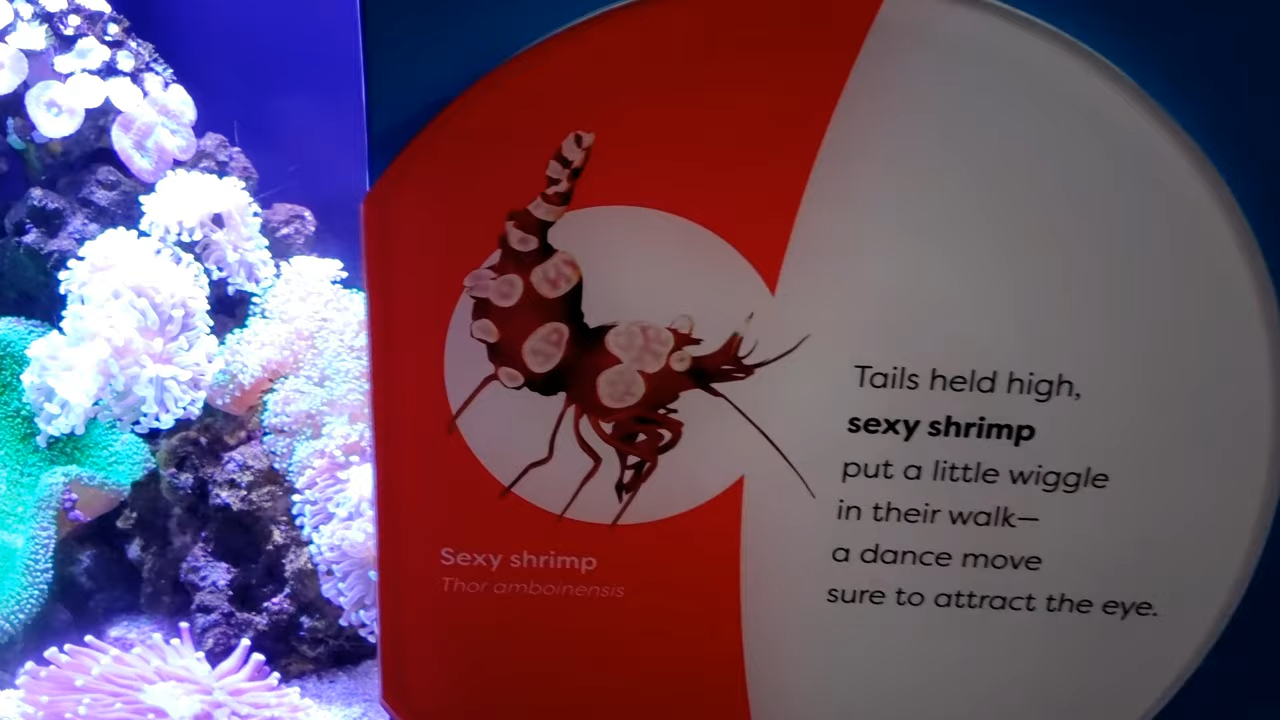 Tails held high,
sexy shrimp
put a little wiggle
in their walk—
a dance move
sure to attract the eye.
Sexy shrimp
Thor amboinensis